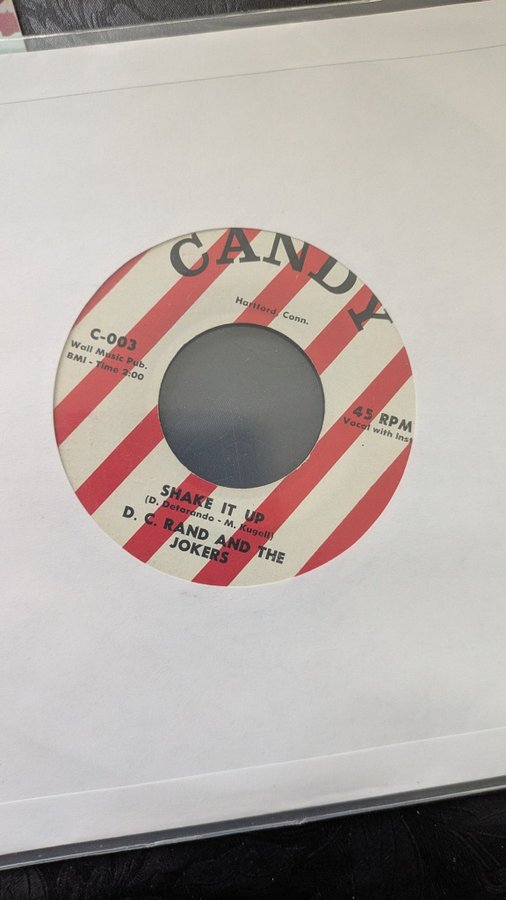 CANDY
Hartford, Conn.
C-003
Wall Music Pub.
BMI - Time 2:00
45 RPM
Vocal with Inst
SHAKE IT UP
(D. Detarando - M. Kugell)
D. C. RAND AND THE
JOKERS